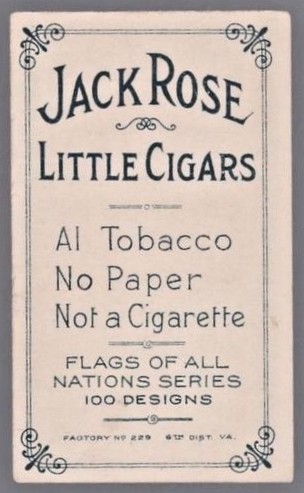 JACK ROSE
LITTLE CIGARS
Al Tobacco
No Paper
Not a Cigarette
FLAGS OF ALL
NATIONS SERIES
100 DESIGNS
FACTORY Nº 229 6TH DIST. VA.